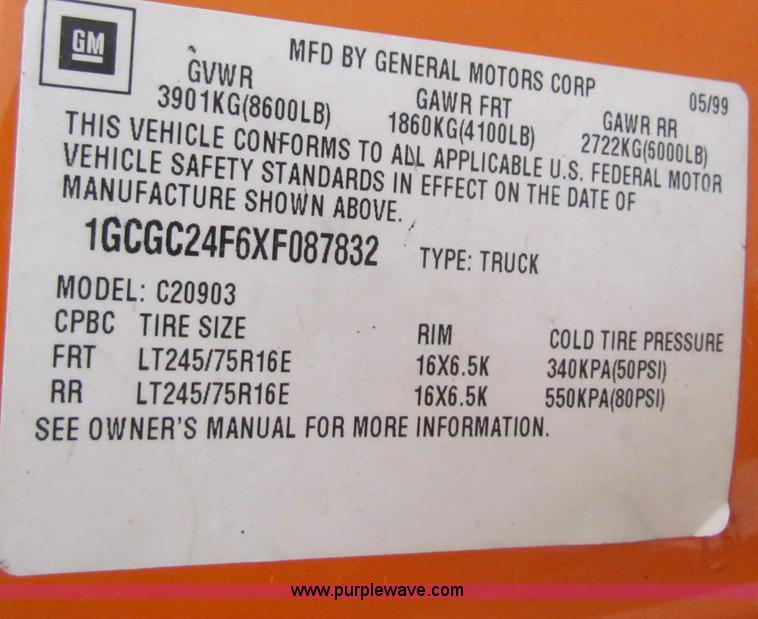 GM
MFD BY GENERAL MOTORS CORP
05/99
GVWR
3901KG(8600LB)
GAWR FRT
1860KG(4100LB)
GAWR RR
2722KG(6000LB)
THIS VEHICLE CONFORMS TO ALL APPLICABLE U.S. FEDERAL MOTOR
VEHICLE SAFETY STANDARDS IN EFFECT ON THE DATE OF
MANUFACTURE SHOWN ABOVE.
1GCGC24F6XF087832 TYPE: TRUCK
MODEL: C20903
CPBC TIRE SIZE RIM COLD TIRE PRESSURE
FRT LT245/75R16E 16X6.5K 340KPA(50PSI)
RR LT245/75R16E 16X6.5K 550KPA(80PSI)
SEE OWNER'S MANUAL FOR MORE INFORMATION.
www.purplewave.com